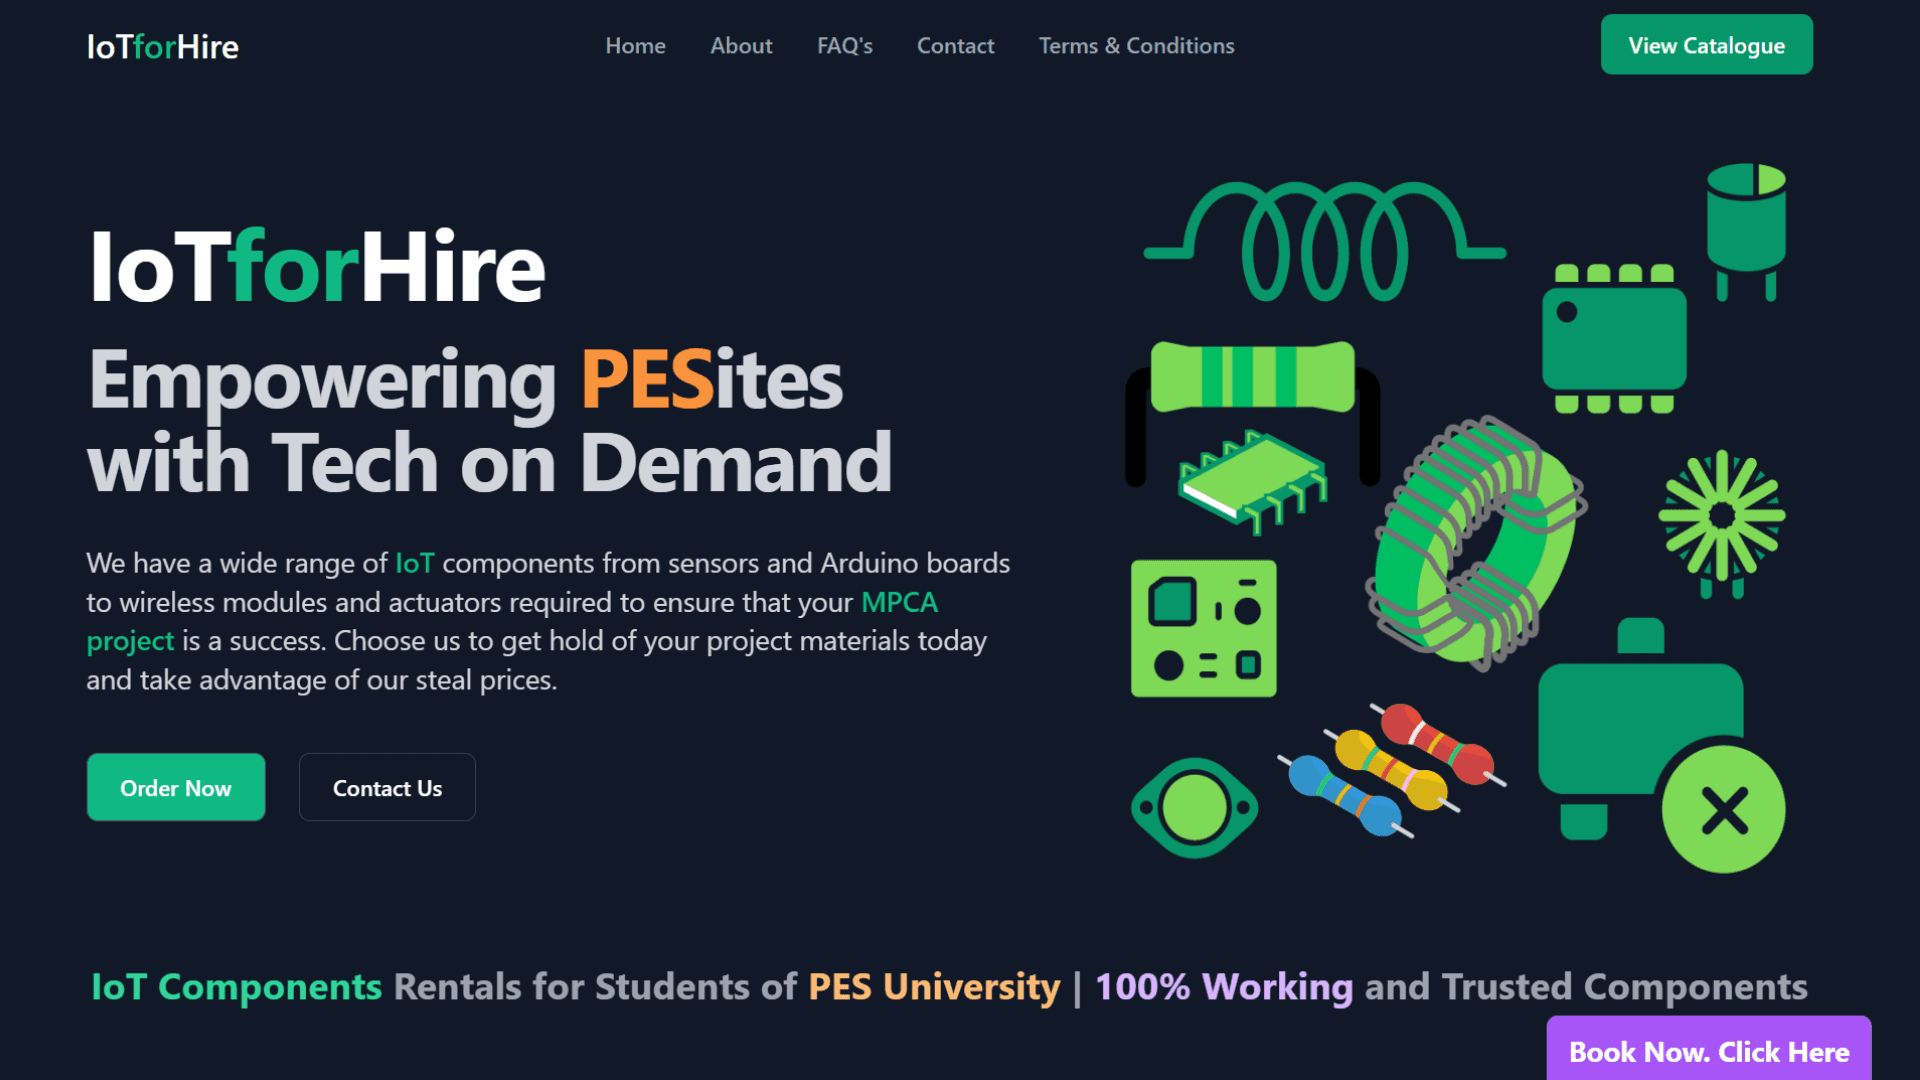 IoTforHire
Home About FAQ's Contact Terms & Conditions
View Catalogue
IoTforHire
Empowering PESites
with Tech on Demand
We have a wide range of IoT components from sensors and Arduino boards
to wireless modules and actuators required to ensure that your MPCA
project is a success. Choose us to get hold of your project materials today
and take advantage of our steal prices.
Order Now
Contact Us
IoT Components Rentals for Students of PES University | 100% Working and Trusted Components
Book Now. Click Here